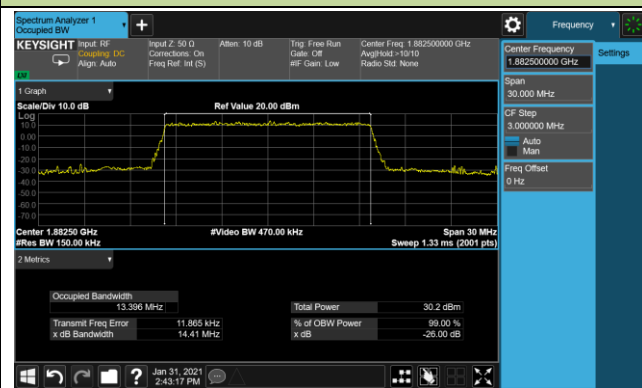 Spectrum Analyzer 1
Occupied BW
Frequency
KEYSIGHT
Input: RF
Coupling: DC
Align: Auto
Input Z: 50 Ω
Corrections: On
Freq Ref: Int (S)
Atten: 10 dB
Trig: Free Run
Gate: Off
#IF Gain: Low
Center Freq: 1.882500000 GHz
Avg|Hold:>10/10
Radio Std: None
Center Frequency
1.882500000 GHz
Settings
Span
30.000 MHz
CF Step
3.000000 MHz
Auto
Man
Freq Offset
0 Hz
1 Graph
Scale/Div 10.0 dB
Ref Value 20.00 dBm
Log
10.0
0.00
-10.0
-20.0
-30.0
-40.0
-50.0
-60.0
-70.0
Center 1.88250 GHz
#Video BW 470.00 kHz
Span 30 MHz
#Res BW 150.00 kHz
Sweep 1.33 ms (2001 pts)
2 Metrics
Occupied Bandwidth
13.396 MHz
Total Power 30.2 dBm
Transmit Freq Error 11.865 kHz
% of OBW Power 99.00 %
x dB Bandwidth 14.41 MHz
x dB -26.00 dB
?
Jan 31, 2021
2:43:17 PM